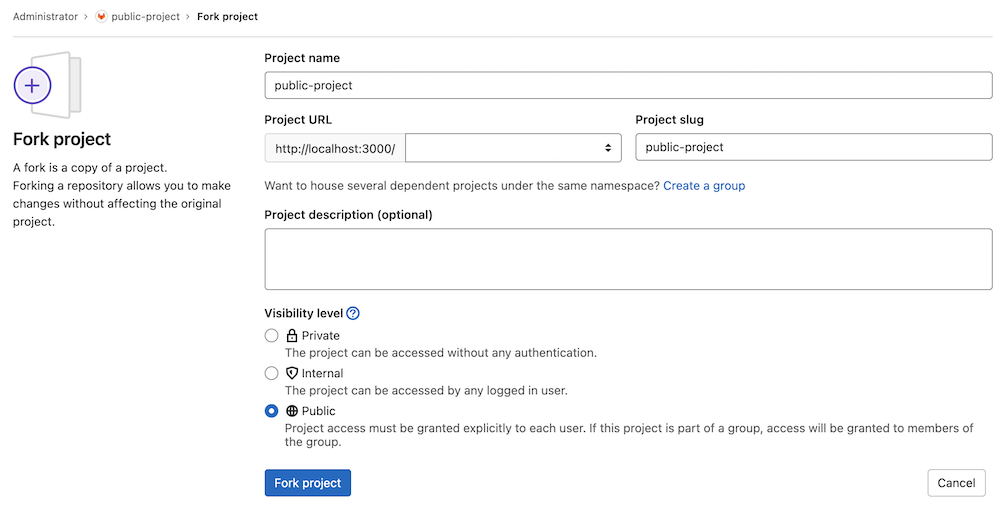 Administrator › public-project › Fork project
Fork project
A fork is a copy of a project.
Forking a repository allows you to make
changes without affecting the original
project.
Project name
public-project
Project URL
http://localhost:3000/
Project slug
public-project
Want to house several dependent projects under the same namespace? Create a group
Project description (optional)
Visibility level
Private
The project can be accessed without any authentication.
Internal
The project can be accessed by any logged in user.
Public
Project access must be granted explicitly to each user. If this project is part of a group, access will be granted to members of
the group.
Fork project
Cancel